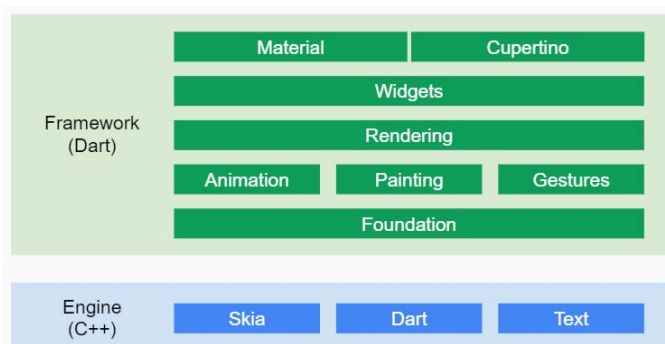 Framework
(Dart)
Material
Cupertino
Widgets
Rendering
Animation
Painting
Gestures
Foundation
Engine
(C++)
Skia
Dart
Text